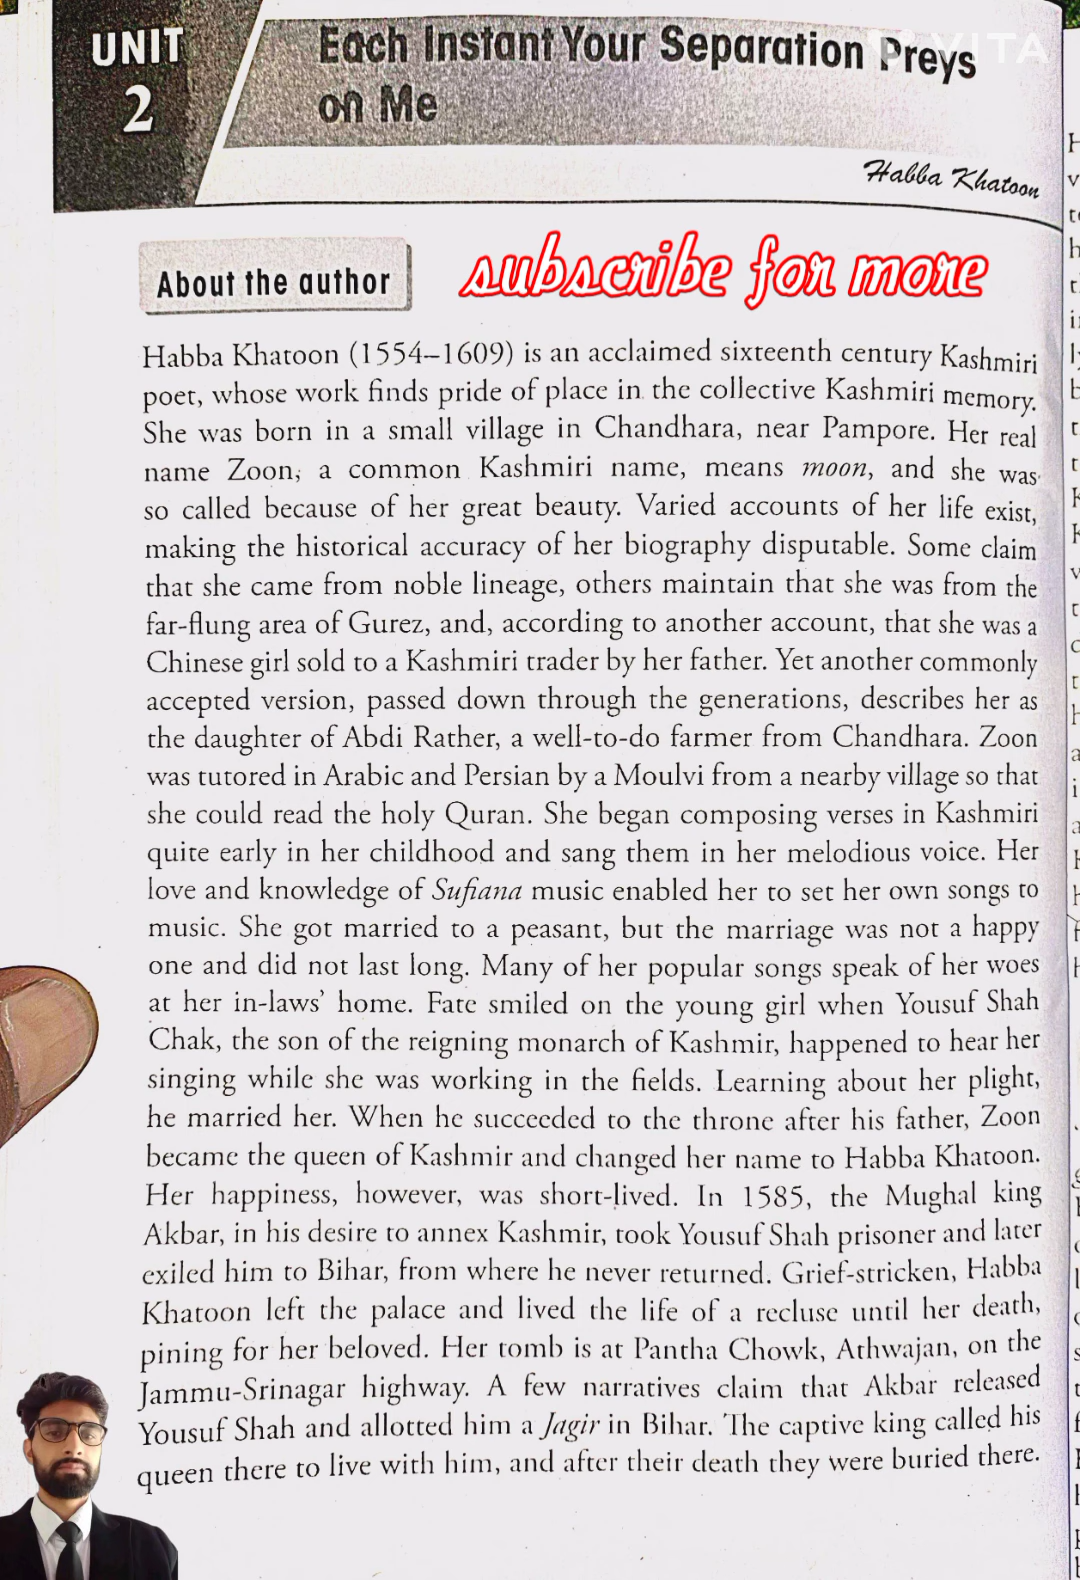 UNIT
2
Each Instant Your Separation Preys
on Me
VITA
Habba Khatoon
About the author
subscribe for more
Habba Khatoon (1554–1609) is an acclaimed sixteenth century Kashmiri
poet, whose work finds pride of place in the collective Kashmiri memory.
She was born in a small village in Chandhara, near Pampore. Her real
name Zoon, a common Kashmiri name, means moon, and she was
so called because of her great beauty. Varied accounts of her life exist,
making the historical accuracy of her biography disputable. Some claim
that she came from noble lineage, others maintain that she was from the
far-flung area of Gurez, and, according to another account, that she was a
Chinese girl sold to a Kashmiri trader by her father. Yet another commonly
accepted version, passed down through the generations, describes her as
the daughter of Abdi Rather, a well-to-do farmer from Chandhara. Zoon
was tutored in Arabic and Persian by a Moulvi from a nearby village so that
she could read the holy Quran. She began composing verses in Kashmiri
quite early in her childhood and sang them in her melodious voice. Her
love and knowledge of Sufiana music enabled her to set her own songs to
music. She got married to a peasant, but the marriage was not a happy
one and did not last long. Many of her popular songs speak of her woes
at her in-laws’ home. Fate smiled on the young girl when Yousuf Shah
Chak, the son of the reigning monarch of Kashmir, happened to hear her
singing while she was working in the fields. Learning about her plight,
he married her. When he succeeded to the throne after his father, Zoon
became the queen of Kashmir and changed her name to Habba Khatoon.
Her happiness, however, was short-lived. In 1585, the Mughal king
Akbar, in his desire to annex Kashmir, took Yousuf Shah prisoner and later
exiled him to Bihar, from where he never returned. Grief-stricken, Habba
Khatoon left the palace and lived the life of a recluse until her death,
pining for her beloved. Her tomb is at Pantha Chowk, Athwajan, on the
Jammu-Srinagar highway. A few narratives claim that Akbar released
Yousuf Shah and allotted him a Jagir in Bihar. The captive king called his
queen there to live with him, and after their death they were buried there.